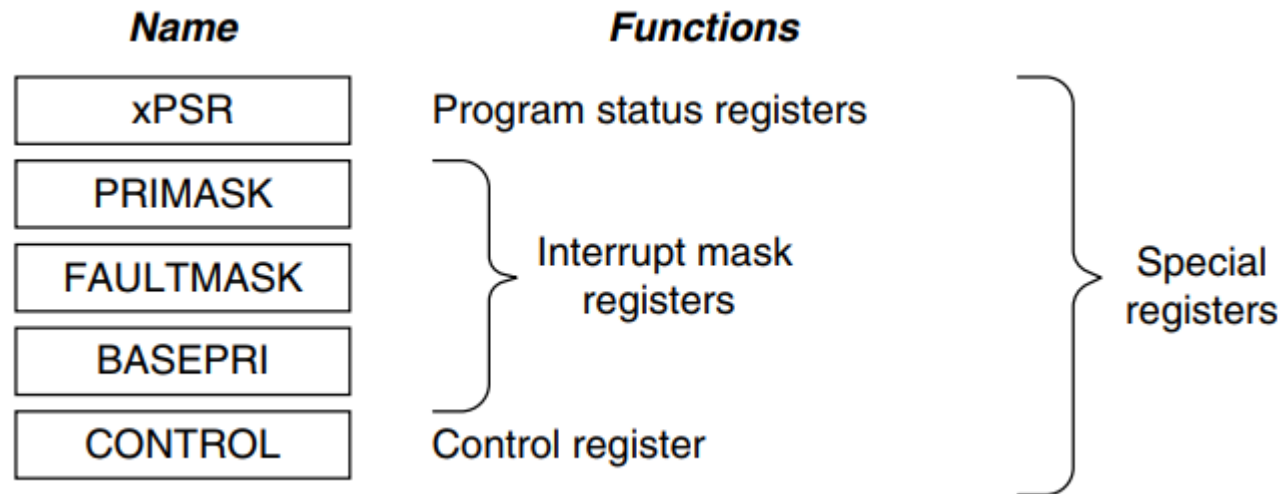 Name Functions
xPSR Program status registers
PRIMASK
FAULTMASK
BASEPRI
Interrupt mask
registers
CONTROL Control register
Special
registers